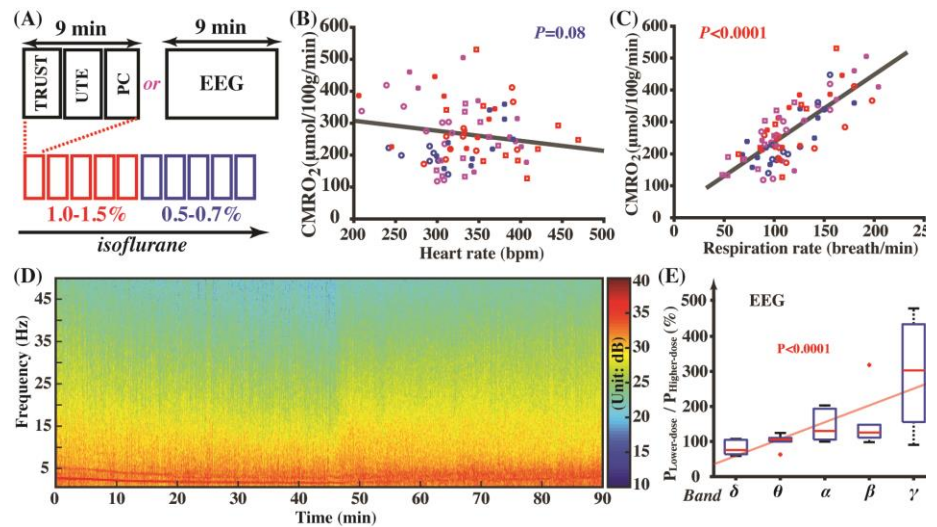 (A)
9 min
9 min
TRUST
UTE
PC
or
EEG
1.0-1.5%
0.5-0.7%
isoflurane
(B)
P=0.08
CMRO₂(μmol/100g/min)
600
500
400
300
200
100
0
200 250 300 350 400 450 500
Heart rate (bpm)
(C)
P<0.0001
CMRO₂(μmol/100g/min)
600
500
400
300
200
100
0
0 50 100 150 200 25
Respiration rate (breath/min)
(D)
Frequency (Hz)
45
35
25
15
5
0 10 20 30 40 50 60 70 80 90
Time (min)
40
30
25
20
15
10
(Unit: dB)
(E)
EEG
P<0.0001
P Lower-dose / P Higher-dose (%)
500
400
300
200
100
0
Band δ θ α β γ